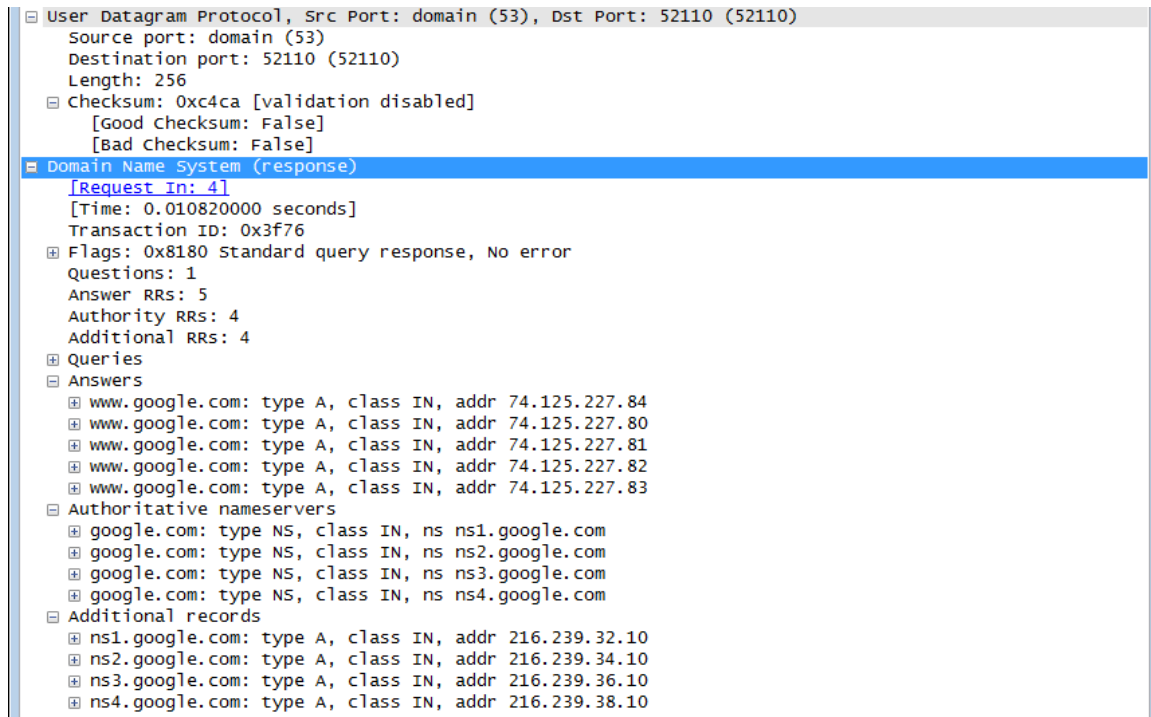 User Datagram Protocol, Src Port: domain (53), Dst Port: 52110 (52110)
Source port: domain (53)
Destination port: 52110 (52110)
Length: 256
Checksum: 0xc4ca [validation disabled]
[Good Checksum: False]
[Bad Checksum: False]
Domain Name System (response)
[Request In: 4]
[Time: 0.010820000 seconds]
Transaction ID: 0x3f76
Flags: 0x8180 Standard query response, No error
Questions: 1
Answer RRs: 5
Authority RRs: 4
Additional RRs: 4
Queries
Answers
www.google.com: type A, class IN, addr 74.125.227.84
www.google.com: type A, class IN, addr 74.125.227.80
www.google.com: type A, class IN, addr 74.125.227.81
www.google.com: type A, class IN, addr 74.125.227.82
www.google.com: type A, class IN, addr 74.125.227.83
Authoritative nameservers
google.com: type NS, class IN, ns ns1.google.com
google.com: type NS, class IN, ns ns2.google.com
google.com: type NS, class IN, ns ns3.google.com
google.com: type NS, class IN, ns ns4.google.com
Additional records
ns1.google.com: type A, class IN, addr 216.239.32.10
ns2.google.com: type A, class IN, addr 216.239.34.10
ns3.google.com: type A, class IN, addr 216.239.36.10
ns4.google.com: type A, class IN, addr 216.239.38.10